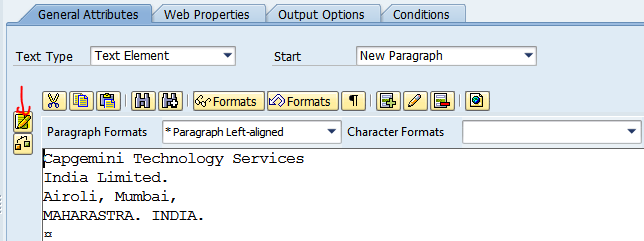 General Attributes Web Properties Output Options Conditions
Text Type Text Element Start New Paragraph
Formats Formats ¶
Paragraph Formats * Paragraph Left-aligned Character Formats
Capgemini Technology Services
India Limited.
Airoli, Mumbai,
MAHARASTRA. INDIA.
¤